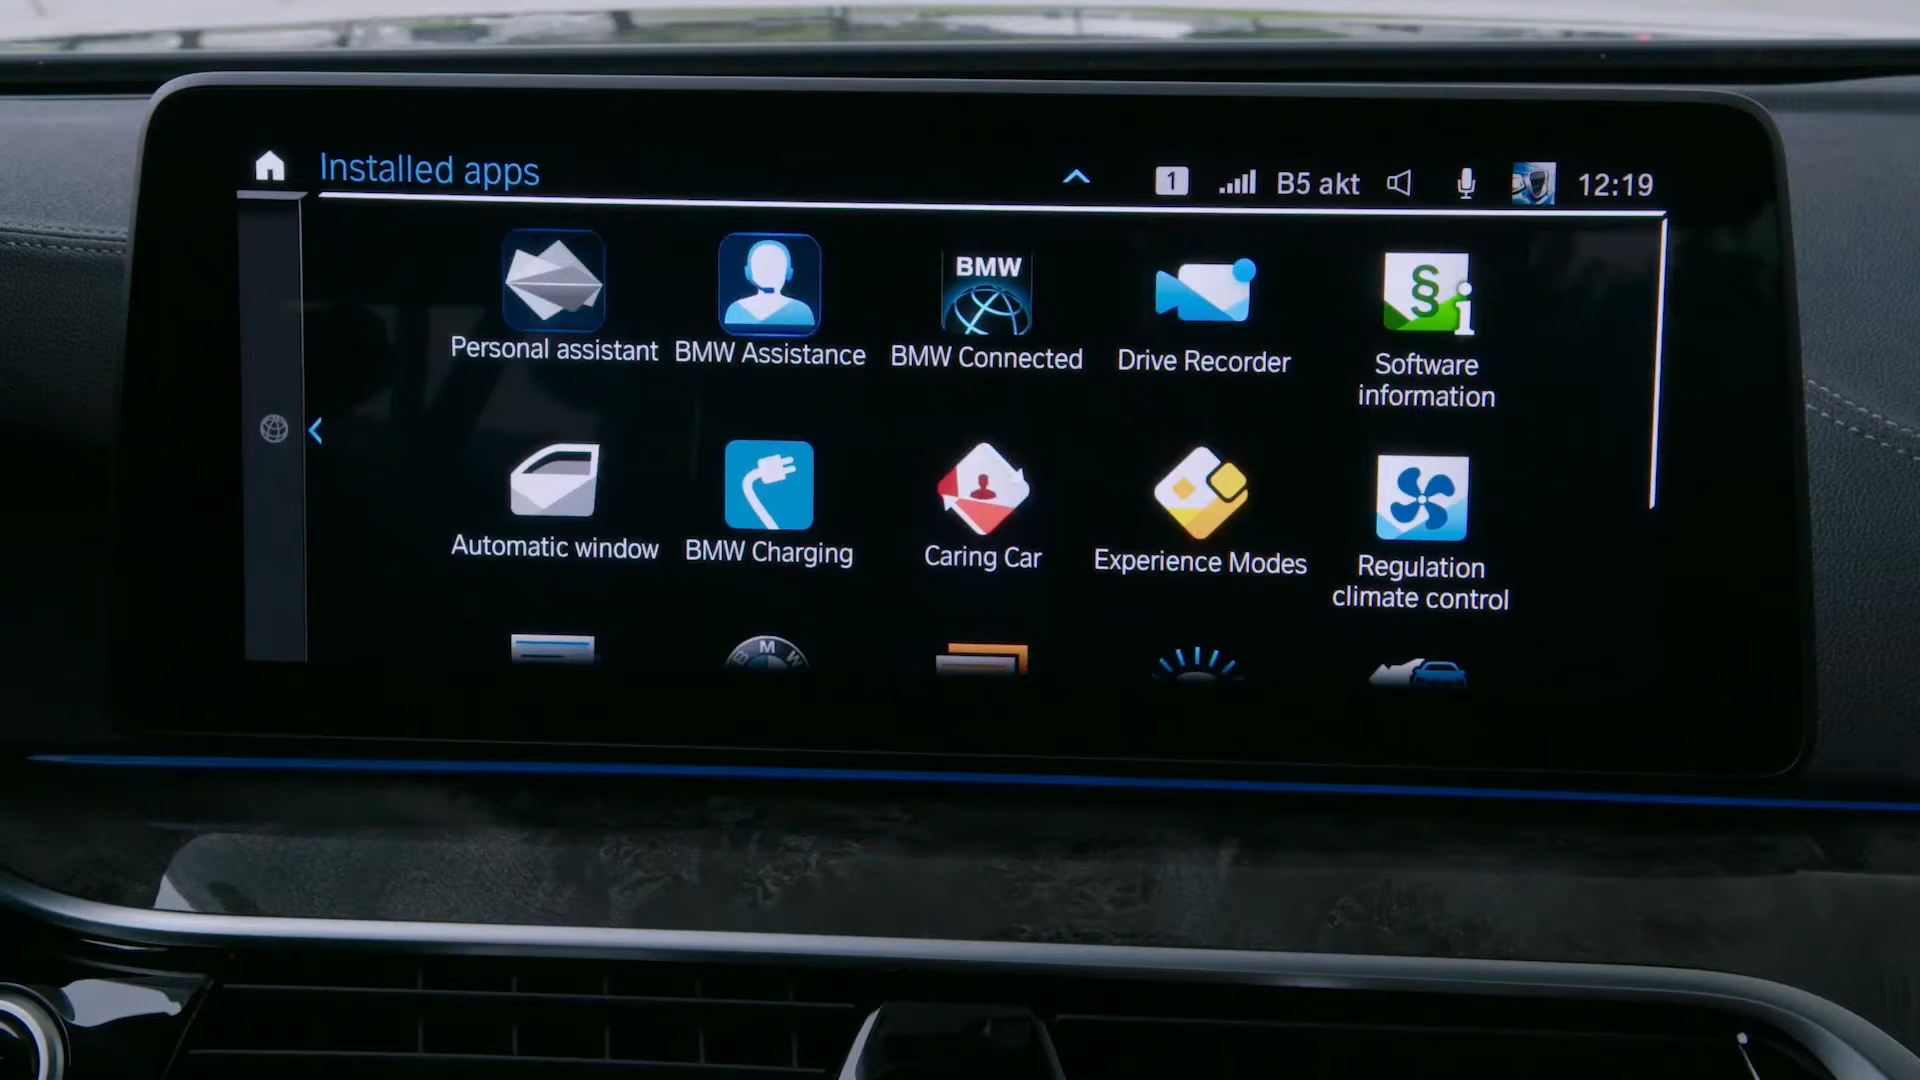 Installed apps
1
B5 akt
12:19
BMW
§
i
Personal assistant
BMW Assistance
BMW Connected
Drive Recorder
Software
information
Automatic window
BMW Charging
Caring Car
Experience Modes
Regulation
climate control
B M W